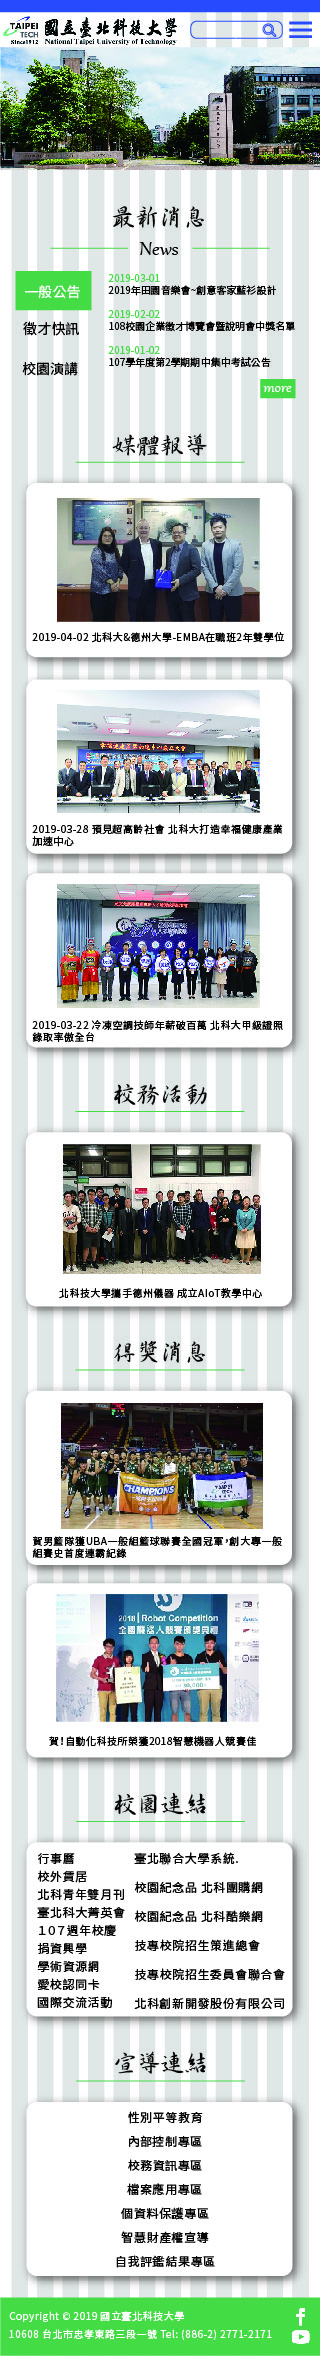 TAIPEI
TECH
Since1912
國立臺北科技大學
National Taipei University of Technology
最新消息
News
一般公告
徵才快訊
校園演講
2019-03-01
2019年田園音樂會~創意客家藍衫設計
2019-02-02
108校園企業徵才博覽會暨說明會中獎名單
2019-01-02
107學年度第2學期期中集中考試公告
more
媒體報導
2019-04-02 北科大&德州大學-EMBA在職班2年雙學位
2019-03-28 預見超高齡社會 北科大打造幸福健康產業
加速中心
2019-03-22 冷凍空調技師年薪破百萬 北科大甲級證照
錄取率傲全台
校務活動
北科技大學攜手德州儀器 成立AIoT教學中心
得獎消息
CHAMPIONS
TAIPEI
TECH
賀男籃隊獲UBA一般組籃球聯賽全國冠軍，創大專一般
組賽史首度連霸紀錄
2018 | Robot Competition
全國機器人競賽頒獎典禮
賀！自動化科技所榮獲2018智慧機器人競賽佳
校園連結
行事曆
校外賃居
北科青年雙月刊
臺北科大菁英會
107週年校慶
捐資興學
學術資源網
愛校認同卡
國際交流活動
臺北聯合大學系統.
校園紀念品 北科團購網
校園紀念品 北科酷樂網
技專校院招生策進總會
技專校院招生委員會聯合會
北科創新開發股份有限公司
宣導連結
性別平等教育
內部控制專區
校務資訊專區
檔案應用專區
個資料保護專區
智慧財產權宣導
自我評鑑結果專區
Copyright © 2019 國立臺北科技大學
10608 台北市忠孝東路三段一號 Tel: (886-2) 2771-2171